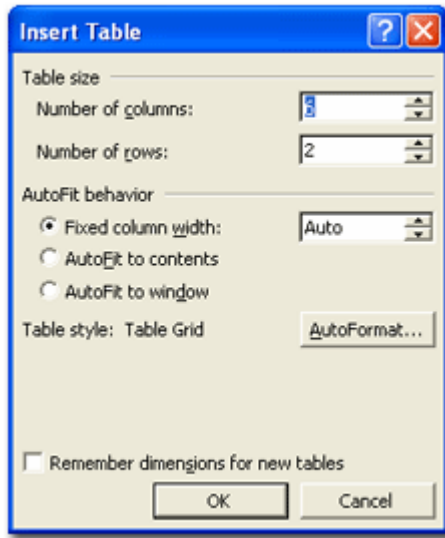 Insert Table
Table size
Number of columns: 6
Number of rows: 2
AutoFit behavior
Fixed column width: Auto
AutoFit to contents
AutoFit to window
Table style: Table Grid AutoFormat...
Remember dimensions for new tables
OK Cancel